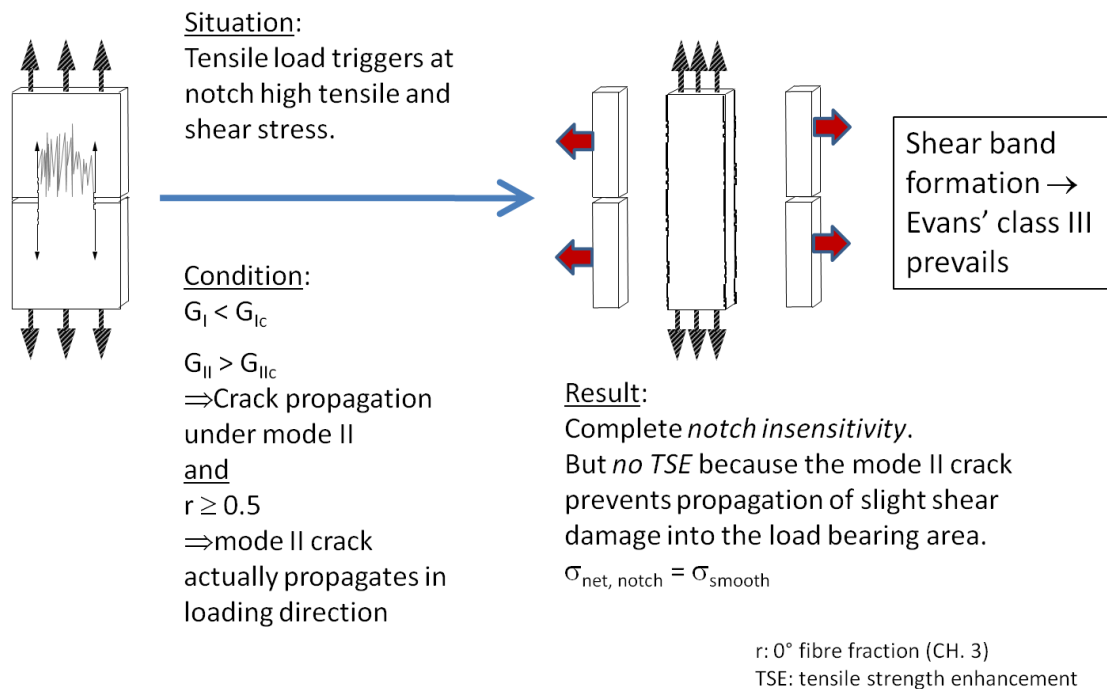 Situation:
Tensile load triggers at
notch high tensile and
shear stress.
Condition:
G_I < G_Ic
G_II > G_IIc
⇒Crack propagation
under mode II
and
r ≥ 0.5
⇒mode II crack
actually propagates in
loading direction
Shear band
formation →
Evans’ class III
prevails
Result:
Complete notch insensitivity.
But no TSE because the mode II crack
prevents propagation of slight shear
damage into the load bearing area.
σ_net, notch = σ_smooth
r: 0° fibre fraction (CH. 3)
TSE: tensile strength enhancement